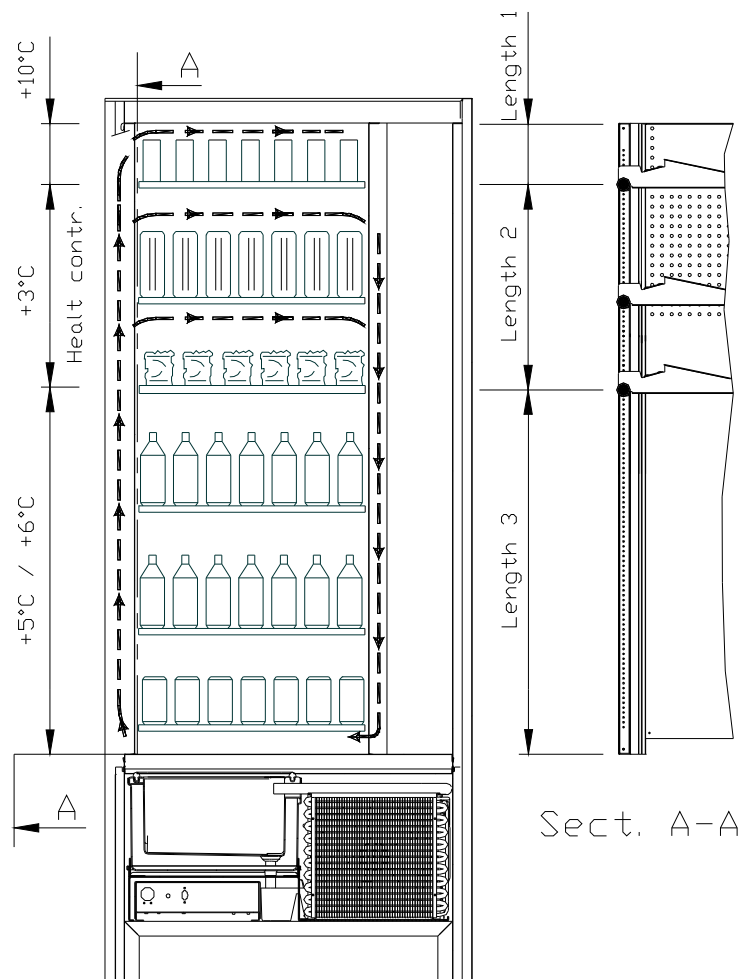 +10°C
A
Length 1
+3°C
Healt contr.
Length 2
+5°C / +6°C
Length 3
A
Sect. A-A